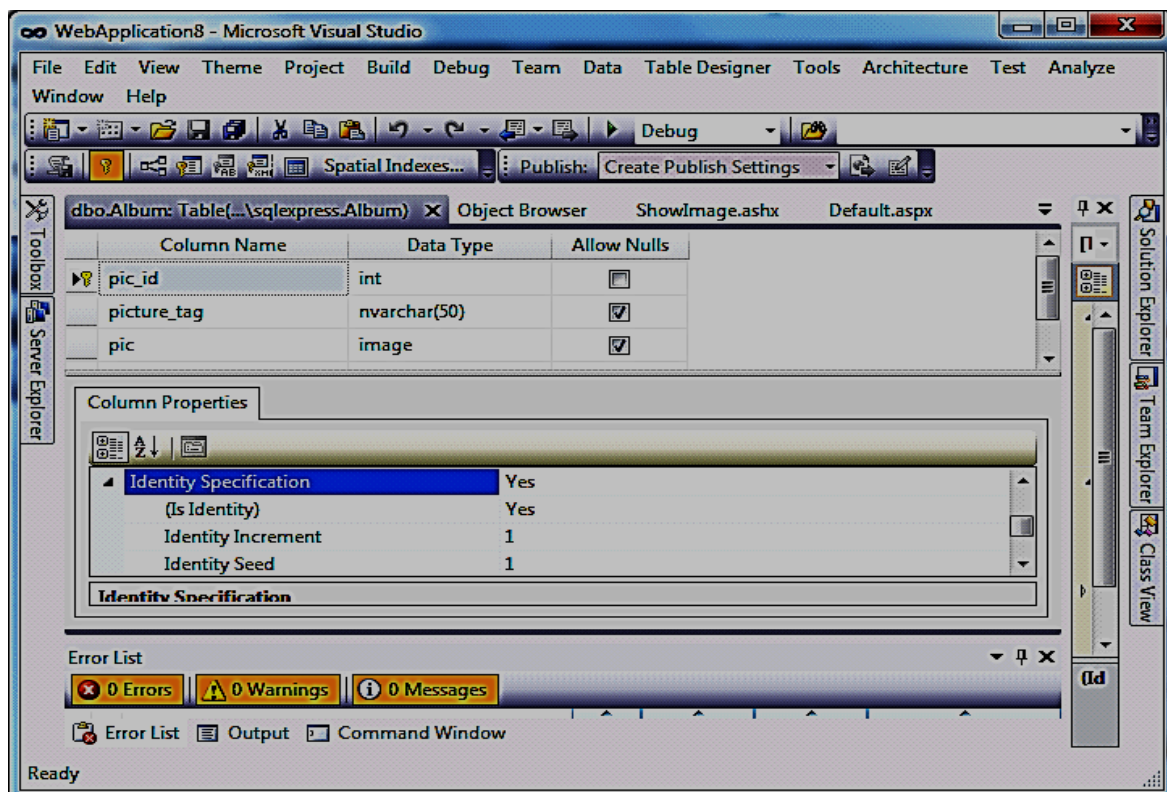 WebApplication8 - Microsoft Visual Studio
File Edit View Theme Project Build Debug Team Data Table Designer Tools Architecture Test Analyze
Window Help
Debug
Spatial Indexes... Publish: Create Publish Settings
dbo.Album: Table(...\sqlexpress.Album) Object Browser ShowImage.ashx Default.aspx
Column Name Data Type Allow Nulls
pic_id int
picture_tag nvarchar(50)
pic image
Column Properties
Identity Specification Yes
(Is Identity) Yes
Identity Increment 1
Identity Seed 1
Identity Specification
Error List
0 Errors 0 Warnings 0 Messages
Error List Output Command Window
Ready
Toolbox
Server Explorer
(Id
Solution Explorer
Team Explorer
Class View